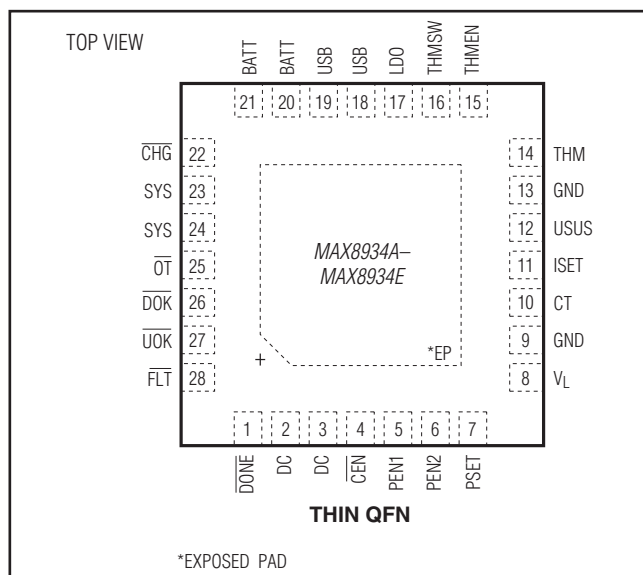 TOP VIEW
BATT BATT USB USB LDO THMSW THMEN
21 20 19 18 17 16 15
CHG 22
SYS 23
SYS 24
OT 25
DOK 26
UOK 27
FLT 28
14 THM
13 GND
12 USUS
11 ISET
10 CT
9 GND
8 VL
MAX8934A–
MAX8934E
+
*EP
1 2 3 4 5 6 7
DONE DC DC CEN PEN1 PEN2 PSET
THIN QFN
*EXPOSED PAD